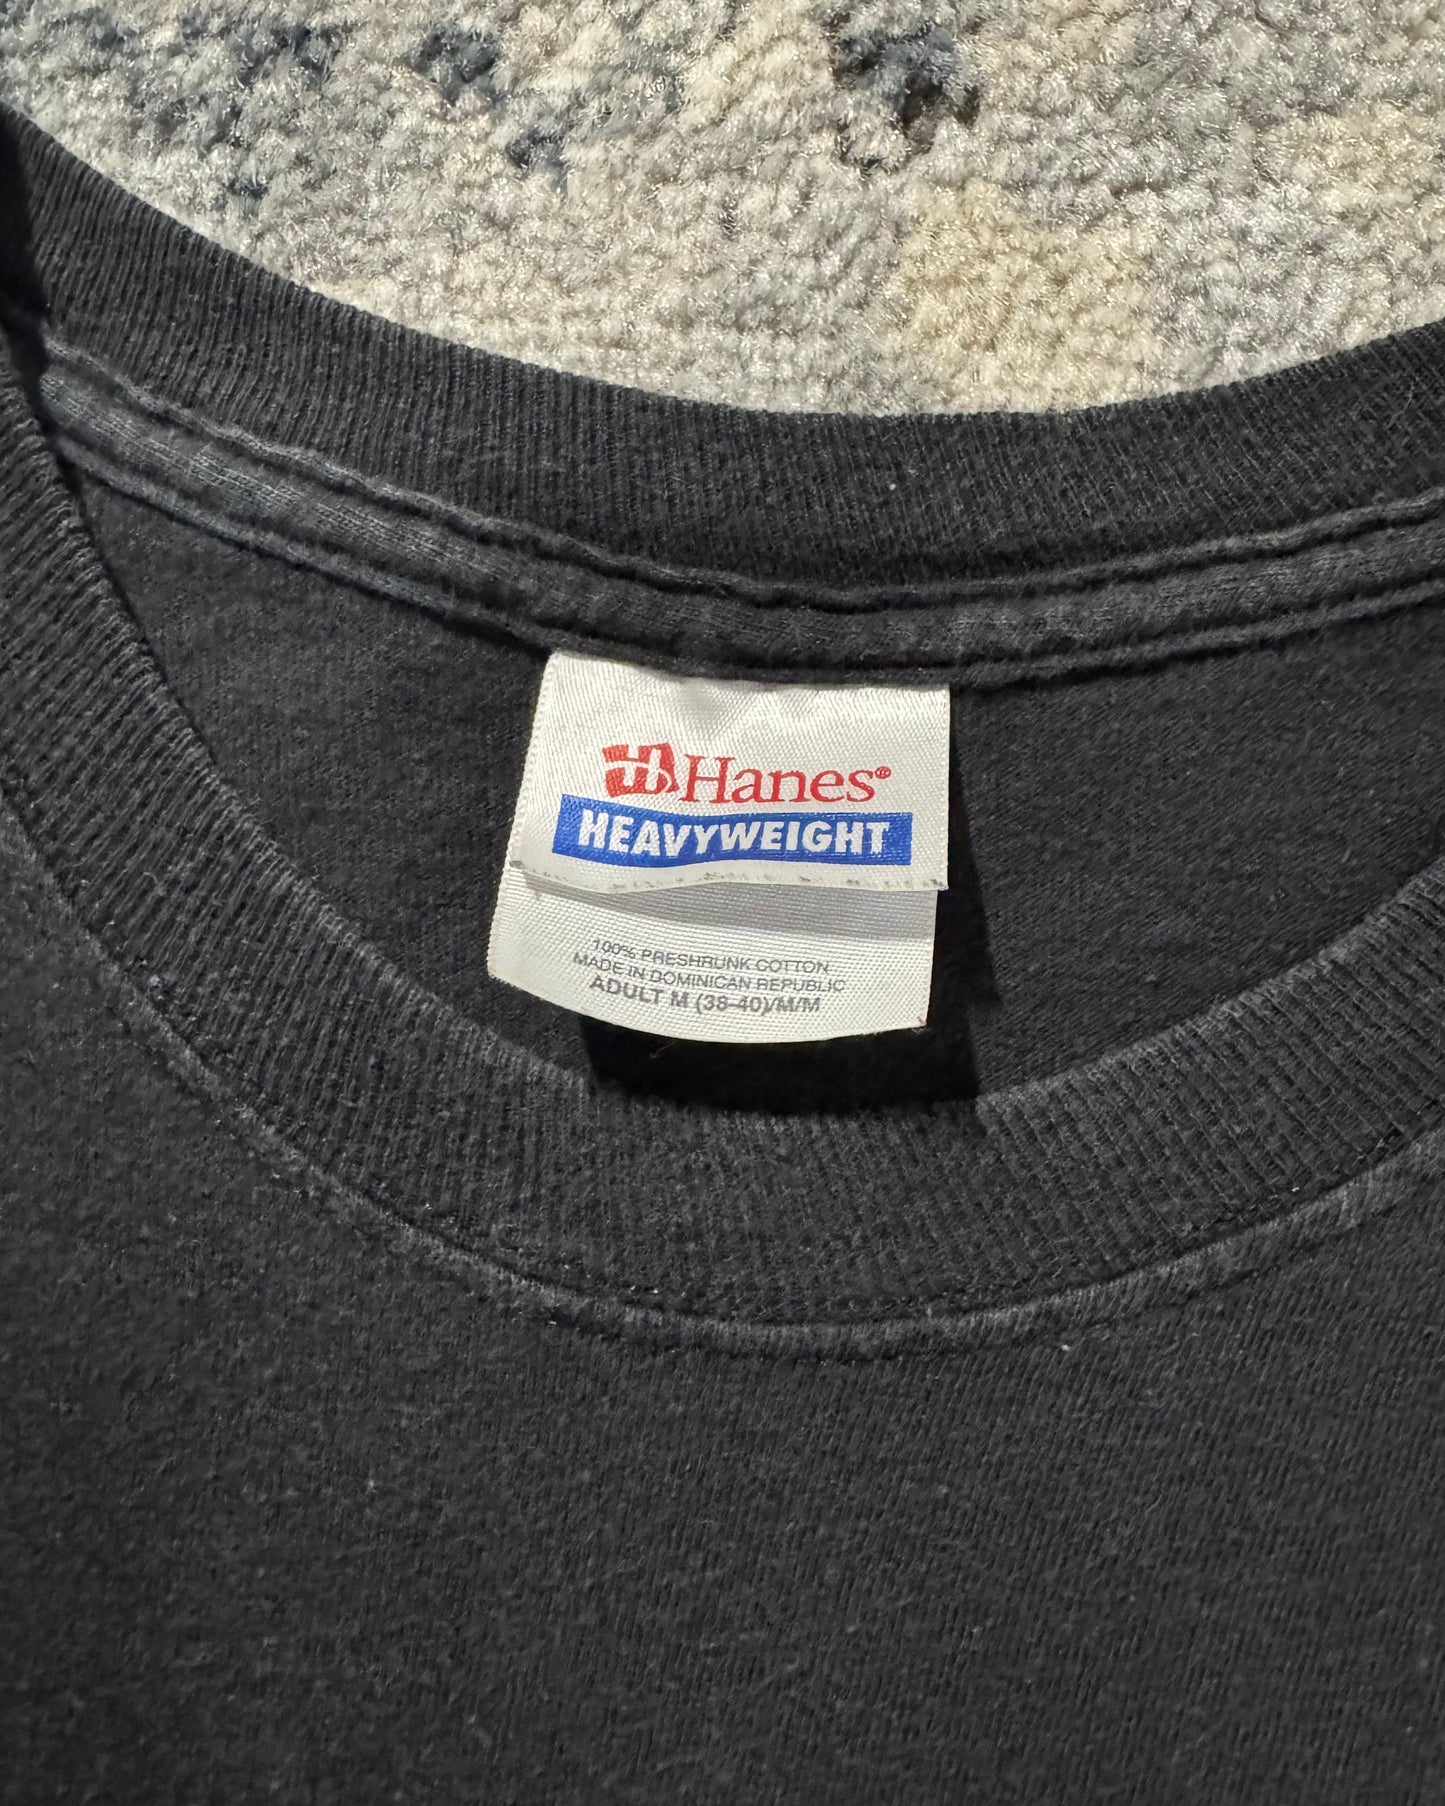 Hanes®
HEAVYWEIGHT
100% PRESHRUNK COTTON
MADE IN DOMINICAN REPUBLIC
ADULT M (38-40)/M/M